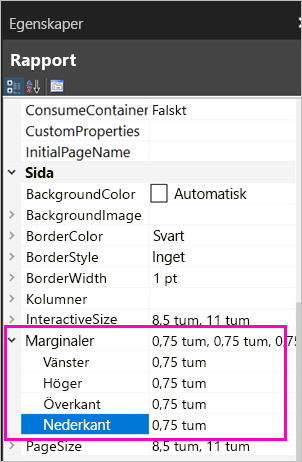 Egenskaper
Rapport
ConsumeContainer Falskt
CustomProperties
InitialPageName
Sida
BackgroundColor Automatisk
BackgroundImage
BorderColor Svart
BorderStyle Inget
BorderWidth 1 pt
Kolumner
InteractiveSize 8,5 tum, 11 tum
Marginaler 0,75 tum, 0,75 tum, 0,75
Vänster 0,75 tum
Höger 0,75 tum
Överkant 0,75 tum
Nederkant 0,75 tum
PageSize 8,5 tum, 11 tum